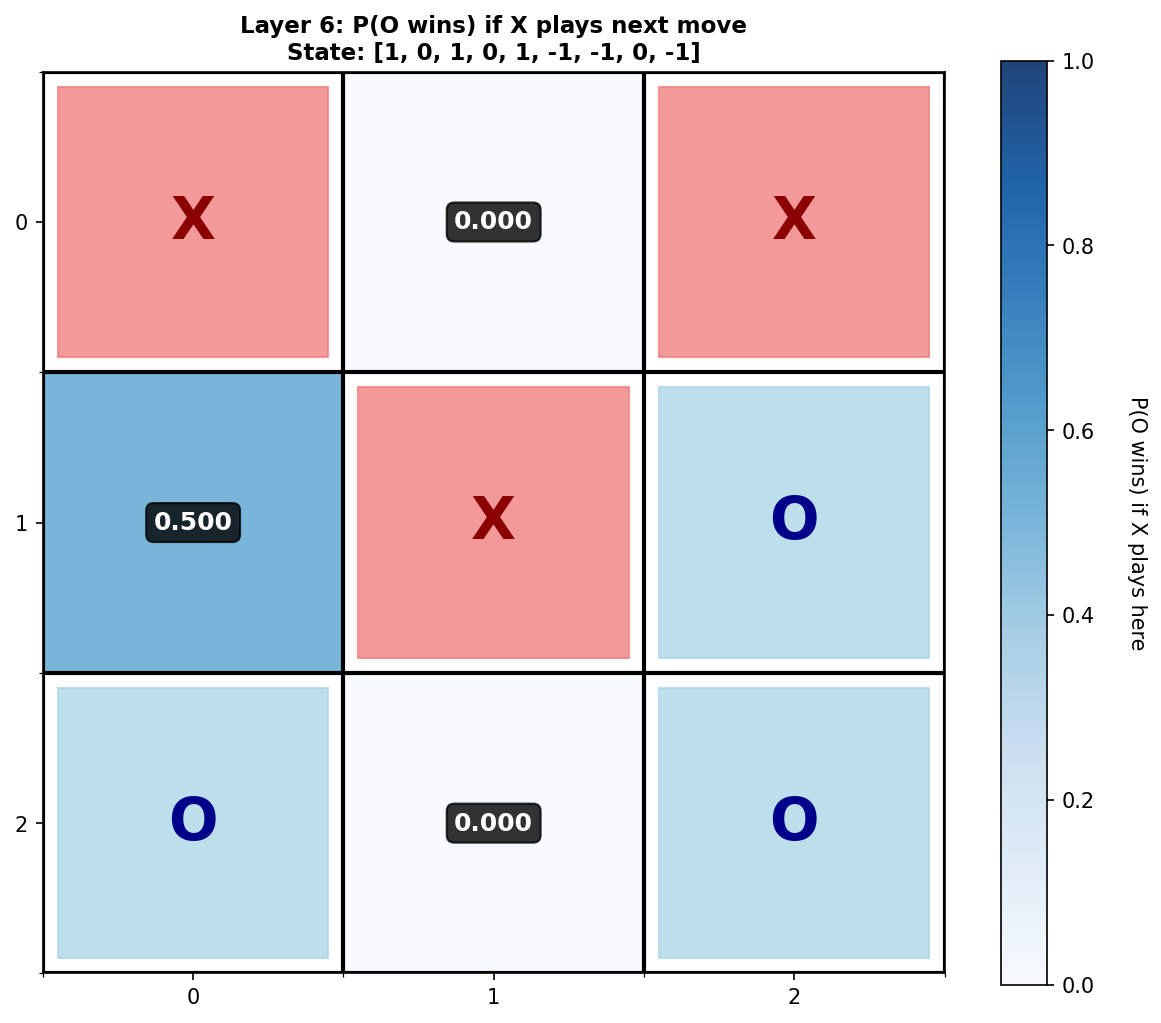 Layer 6: P(O wins) if X plays next move
State: [1, 0, 1, 0, 1, -1, -1, 0, -1]
X
0.000
X
0.500
X
O
O
0.000
O
0
1
2
0
1
2
1.0
0.8
0.6
0.4
0.2
0.0
P(O wins) if X plays here